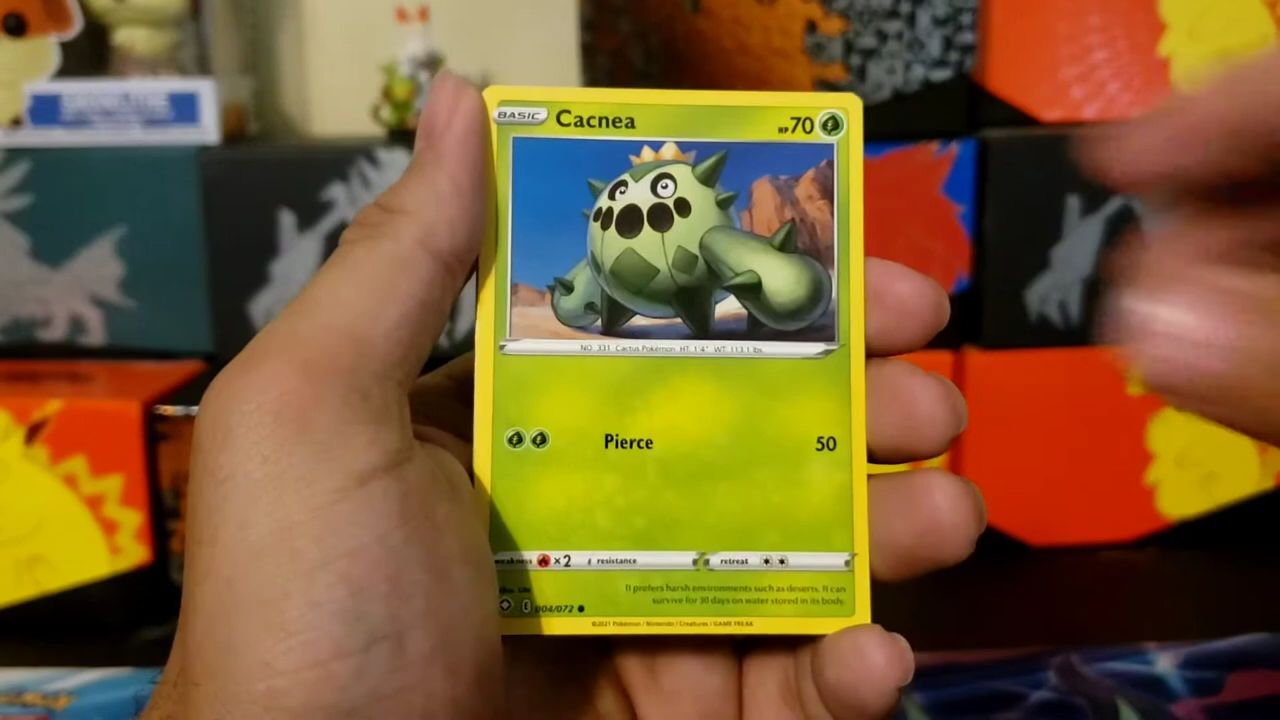 BASIC Cacnea HP 70
NO. 331 Cactus Pokémon HT: 1'4" WT: 113.1 lbs.
Pierce 50
weakness ×2 resistance retreat
It prefers harsh environments such as deserts. It can
survive for 30 days on water stored in its body.
E 004/072
©2021 Pokémon / Nintendo / Creatures / GAME FREAK